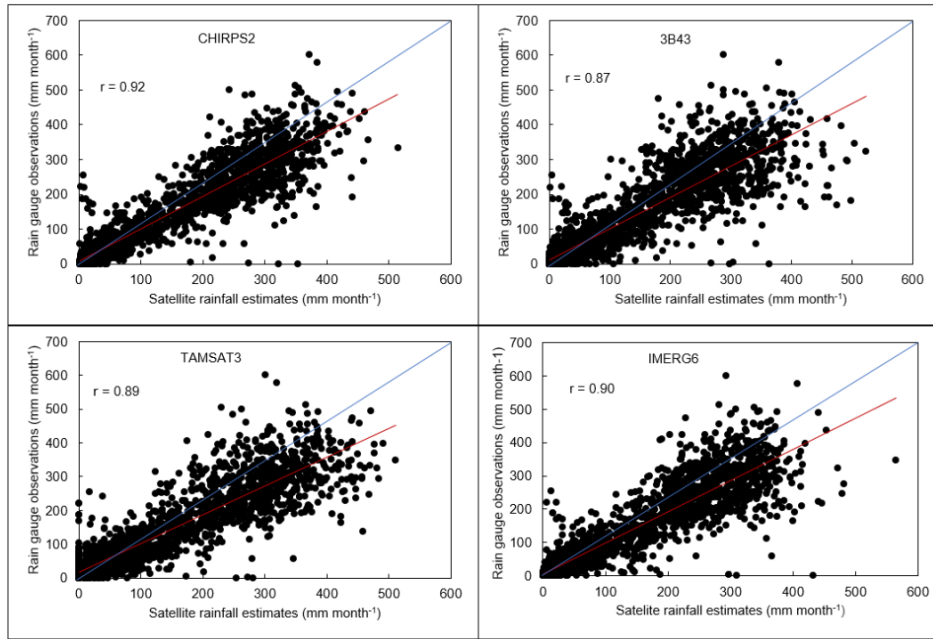 CHIRPS2
r = 0.92
Rain gauge observations (mm month⁻¹)
700
600
500
400
300
200
100
0
0 100 200 300 400 500 600
Satellite rainfall estimates (mm month⁻¹)
3B43
r = 0.87
Rain gauge observations (mm month⁻¹)
700
600
500
400
300
200
100
0
0 100 200 300 400 500 600
Satellite rainfall estimates (mm month⁻¹)
TAMSAT3
r = 0.89
Rain gauge observations (mm month⁻¹)
700
600
500
400
300
200
100
0
0 100 200 300 400 500 600
Satellite rainfall estimates (mm month⁻¹)
IMERG6
r = 0.90
Rain gauge observations (mm month-1)
700
600
500
400
300
200
100
0
0 100 200 300 400 500 600
Satellite rainfall estimates (mm month⁻¹)